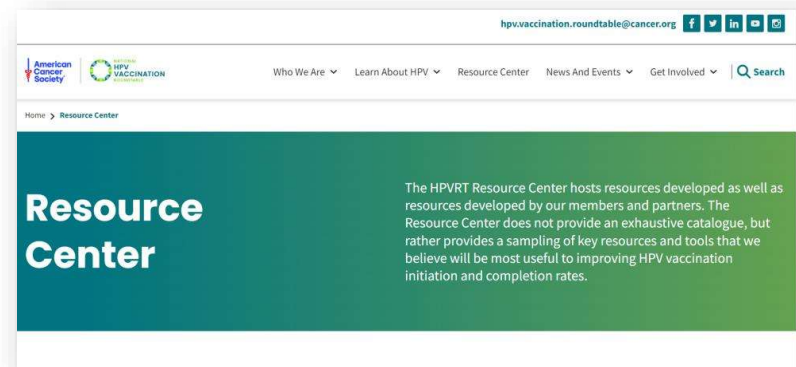 hpv.vaccination.roundtable@cancer.org
American
Cancer
Society
NATIONAL
HPV
VACCINATION
ROUNDTABLE
Who We Are
Learn About HPV
Resource Center
News And Events
Get Involved
Search
Home > Resource Center
Resource
Center
The HPVRT Resource Center hosts resources developed as well as
resources developed by our members and partners. The
Resource Center does not provide an exhaustive catalogue, but
rather provides a sampling of key resources and tools that we
believe will be most useful to improving HPV vaccination
initiation and completion rates.